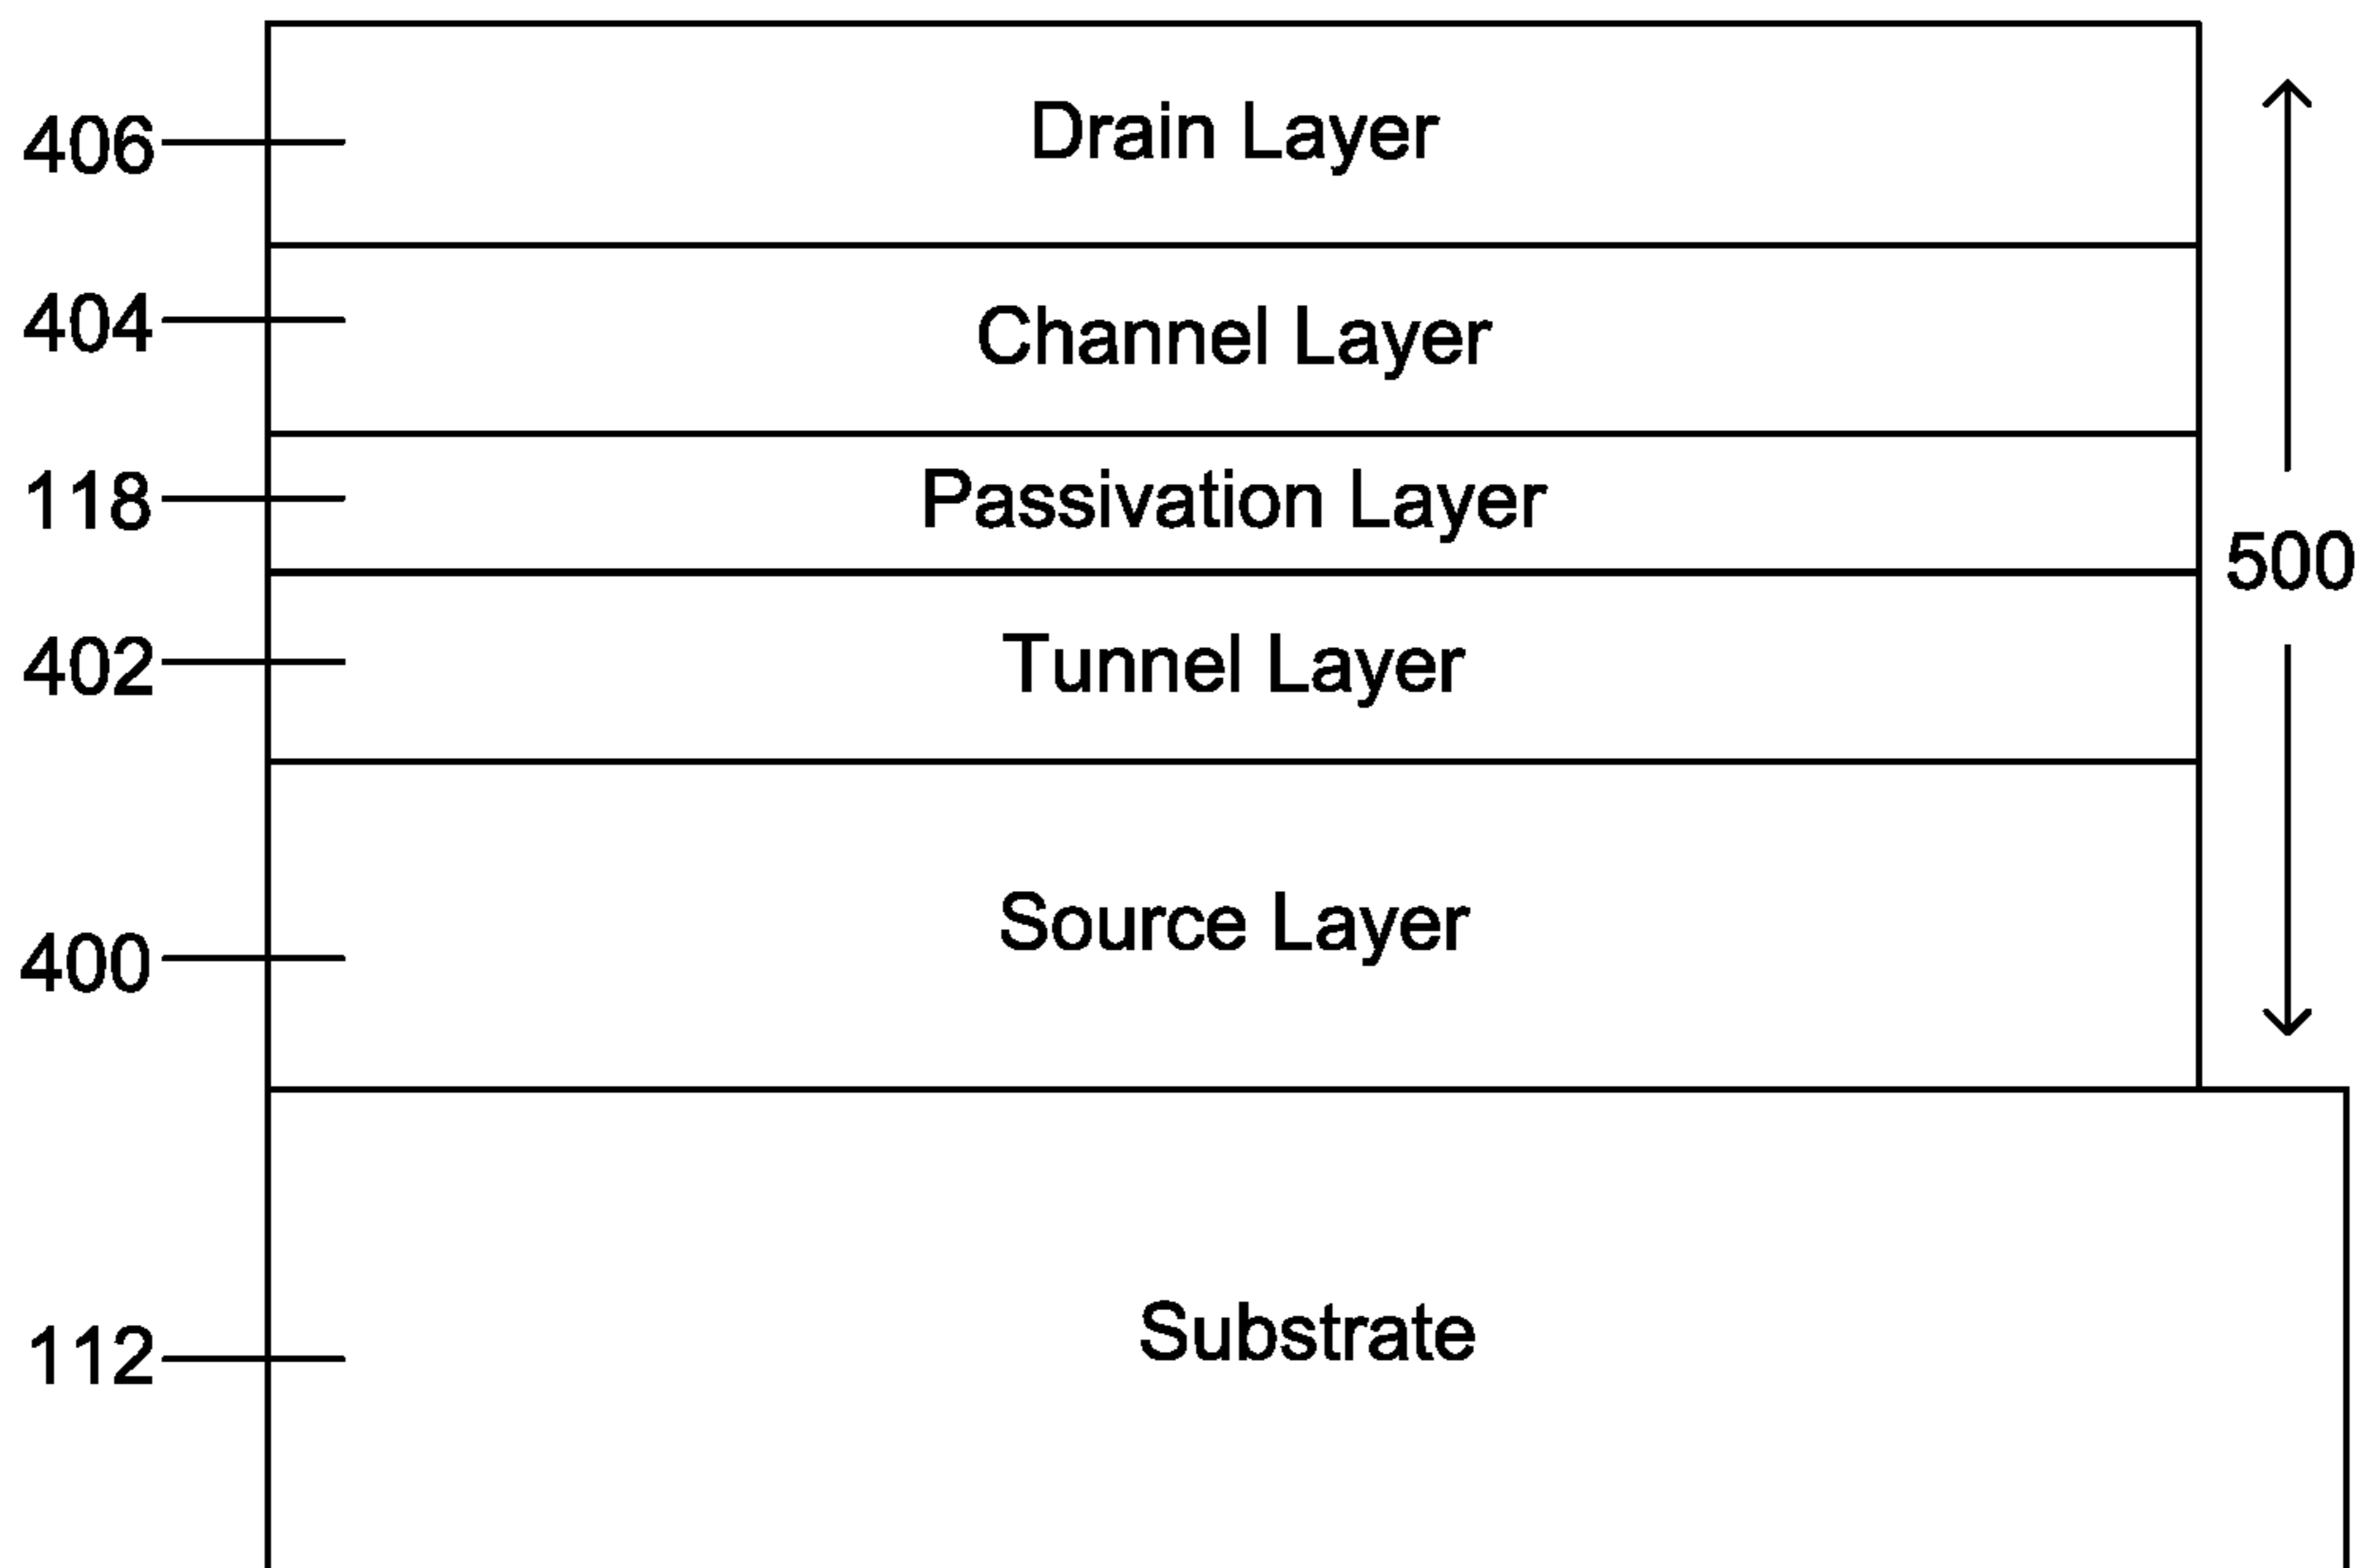 406 Drain Layer
404 Channel Layer
118 Passivation Layer
500
402 Tunnel Layer
400 Source Layer
112 Substrate